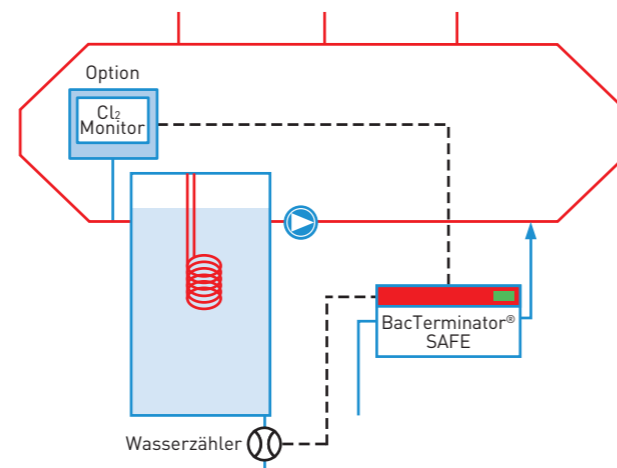 Option
Cl₂
Monitor
BacTerminator®
SAFE
Wasserzähler